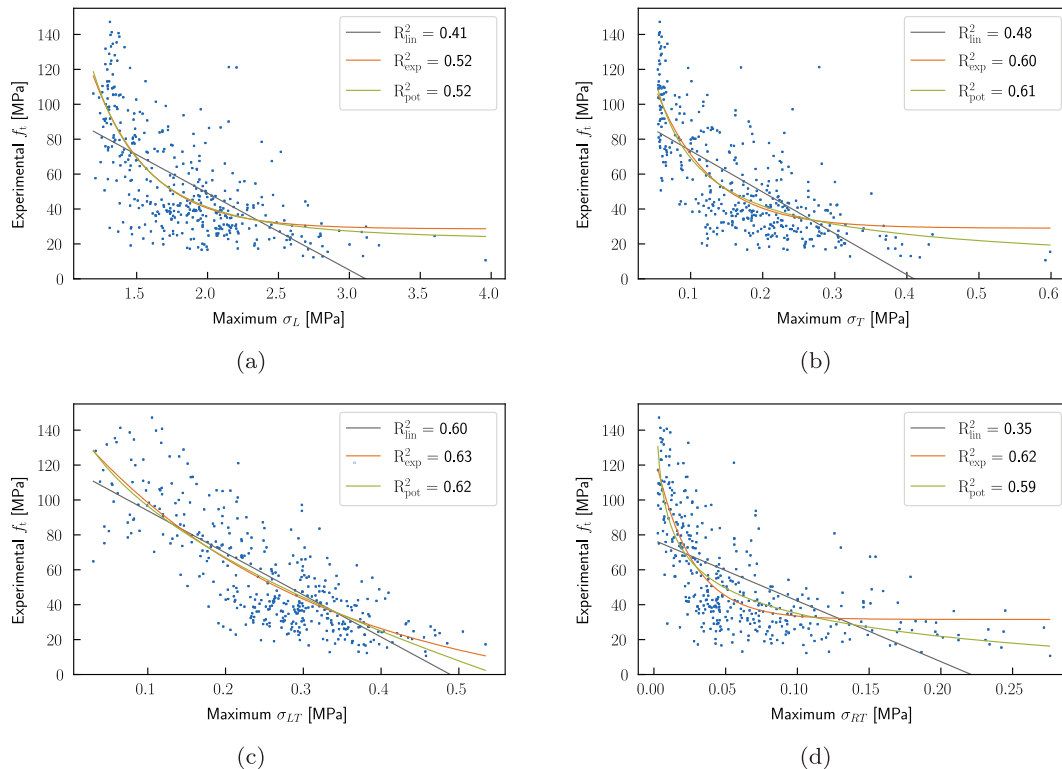 140
120
100
80
60
40
20
0
Experimental f_t [MPa]
R²_lin = 0.41
R²_exp = 0.52
R²_pot = 0.52
1.5 2.0 2.5 3.0 3.5 4.0
Maximum σ_L [MPa]
(a)
140
120
100
80
60
40
20
0
Experimental f_t [MPa]
R²_lin = 0.48
R²_exp = 0.60
R²_pot = 0.61
0.1 0.2 0.3 0.4 0.5 0.6
Maximum σ_T [MPa]
(b)
140
120
100
80
60
40
20
0
Experimental f_t [MPa]
R²_lin = 0.60
R²_exp = 0.63
R²_pot = 0.62
0.1 0.2 0.3 0.4 0.5
Maximum σ_LT [MPa]
(c)
140
120
100
80
60
40
20
0
Experimental f_t [MPa]
R²_lin = 0.35
R²_exp = 0.62
R²_pot = 0.59
0.00 0.05 0.10 0.15 0.20 0.25
Maximum σ_RT [MPa]
(d)